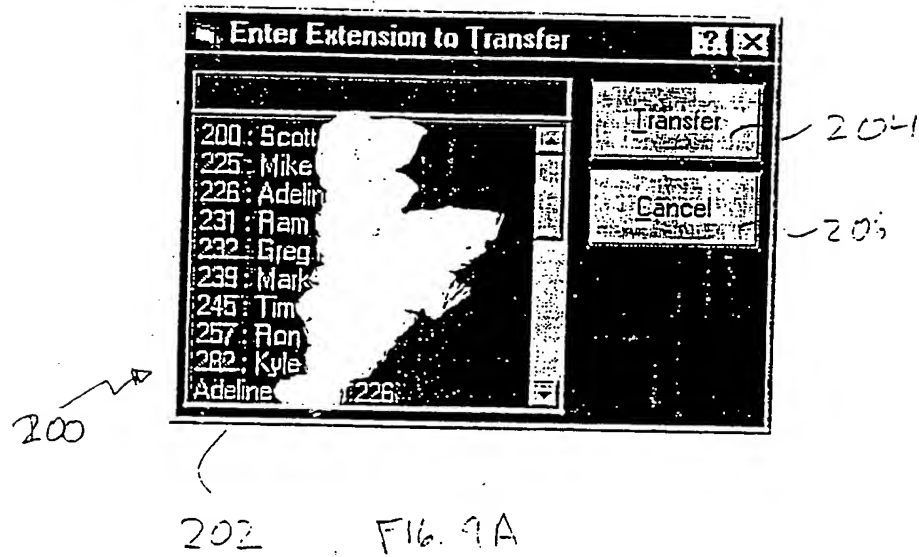 Enter Extension to Transfer
200 : Scott
225 : Mike
226 : Adelin
231 : Ram
232 : Greg
239 : Mark
245 : Tim
257 : Ron
282 : Kyle
Adeline 226
Transfer
Cancel
204
200
202
FIG. 9A